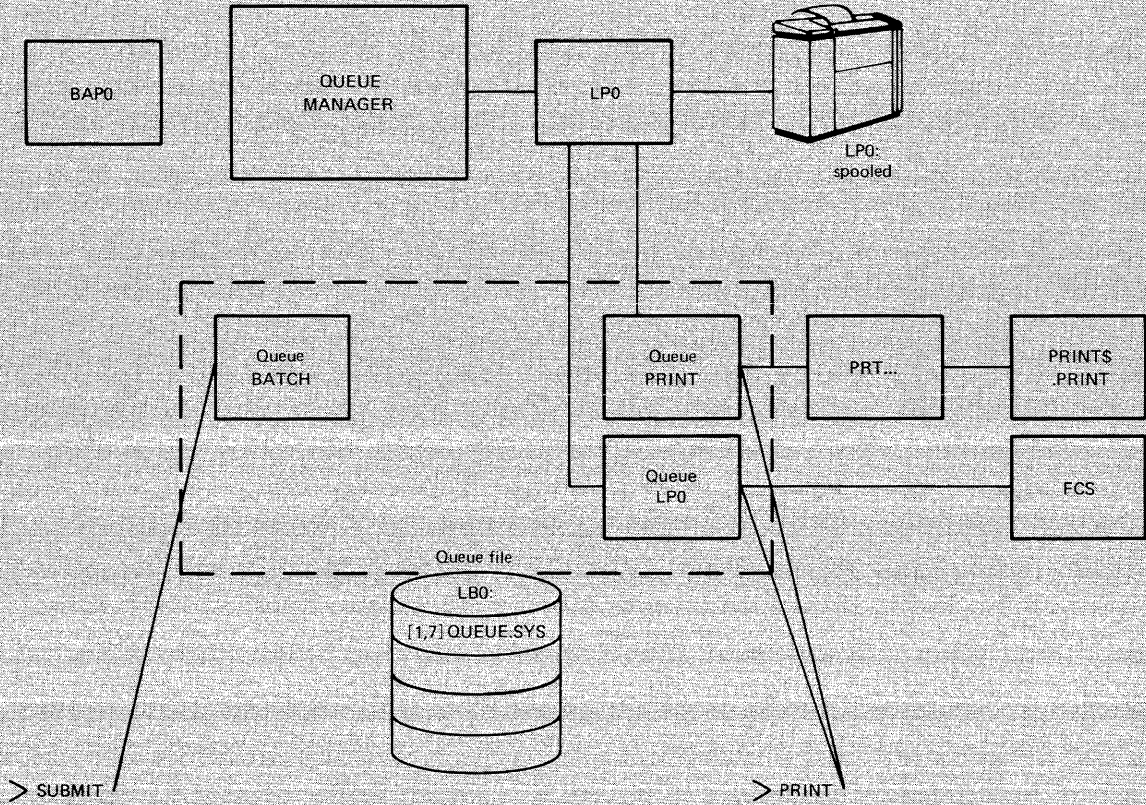 BAP0
QUEUE
MANAGER
LP0
LP0:
spooled
Queue
BATCH
Queue
PRINT
PRT...
PRINT$
.PRINT
Queue
LP0
FCS
Queue file
LB0:
[1,7] QUEUE.SYS
> SUBMIT
> PRINT